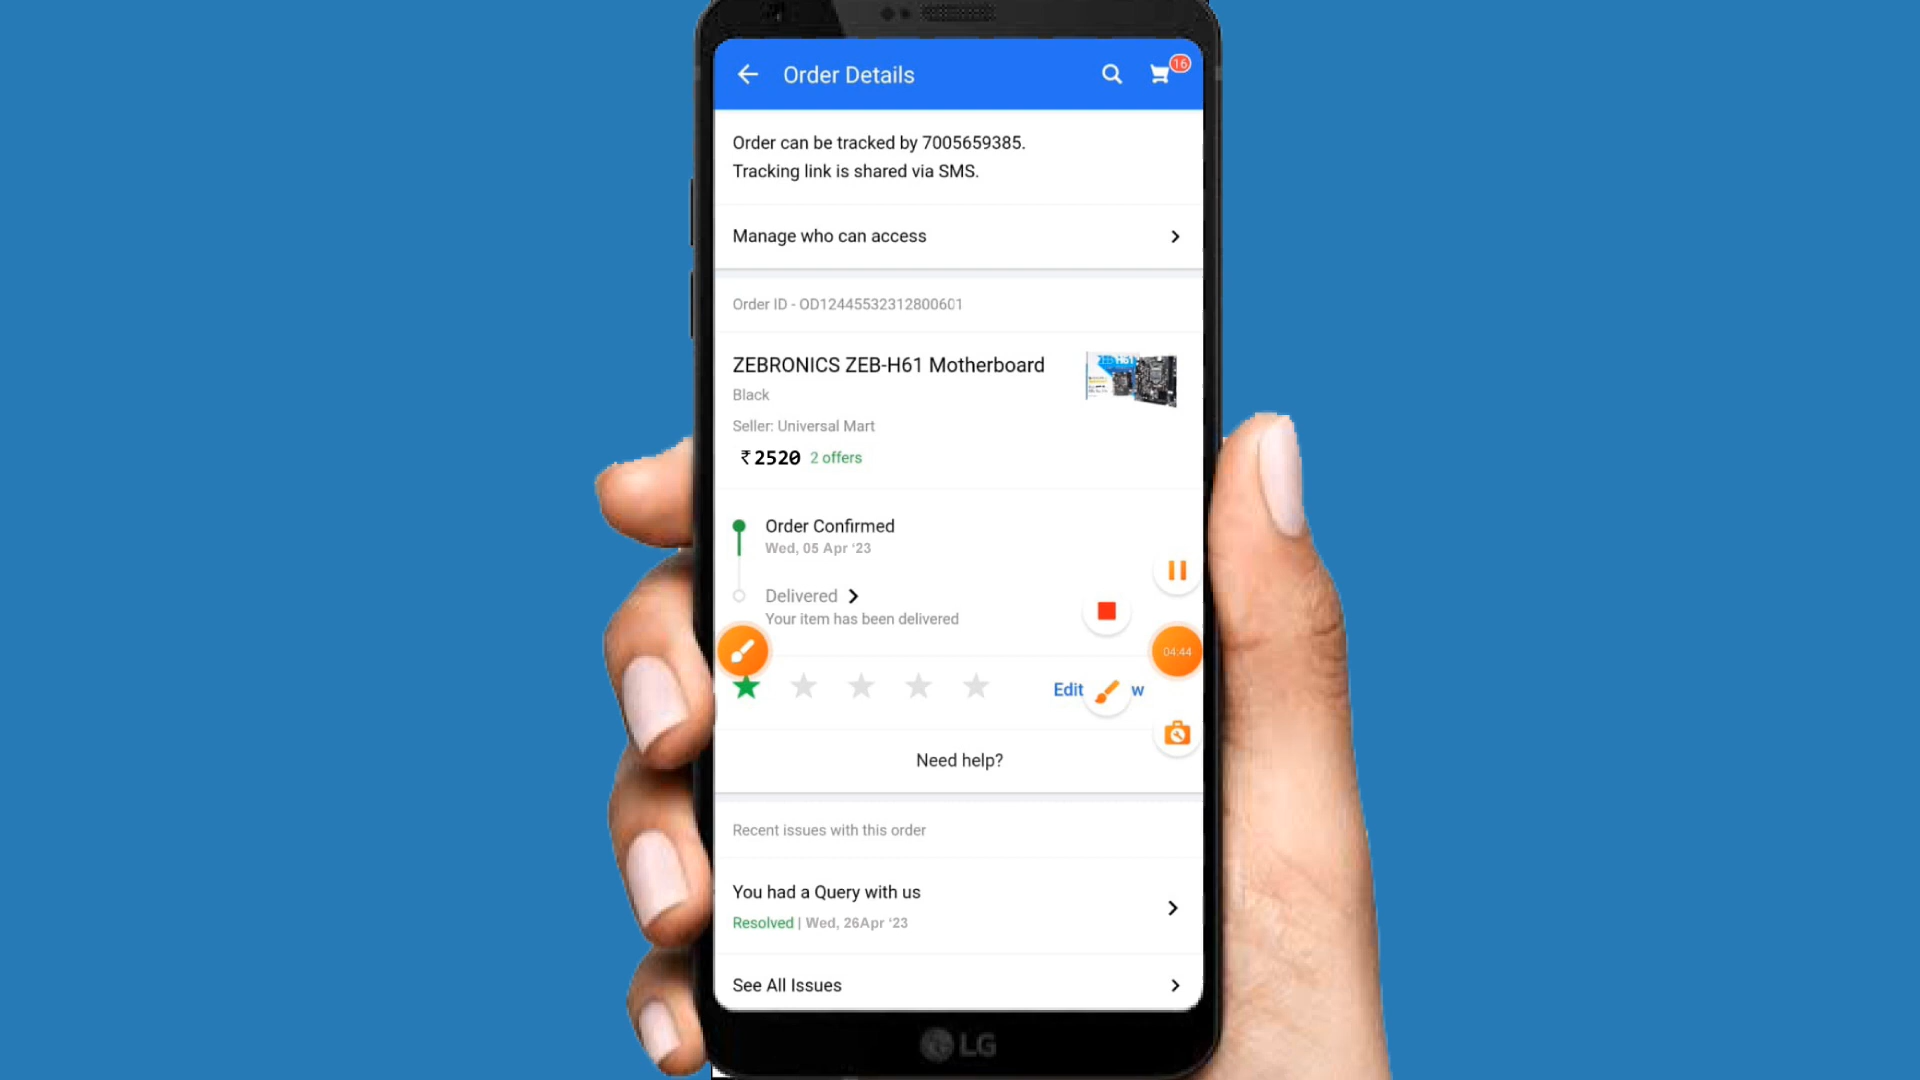 Order Details
16
Order can be tracked by 7005659385.
Tracking link is shared via SMS.
Manage who can access
Order ID - OD12445532312800601
ZEBRONICS ZEB-H61 Motherboard
Black
Seller: Universal Mart
₹2520 2 offers
Order Confirmed
Wed, 05 Apr ‘23
Delivered
Your item has been delivered
04:44
Edit w
Need help?
Recent issues with this order
You had a Query with us
Resolved | Wed, 26Apr ‘23
See All Issues
LG